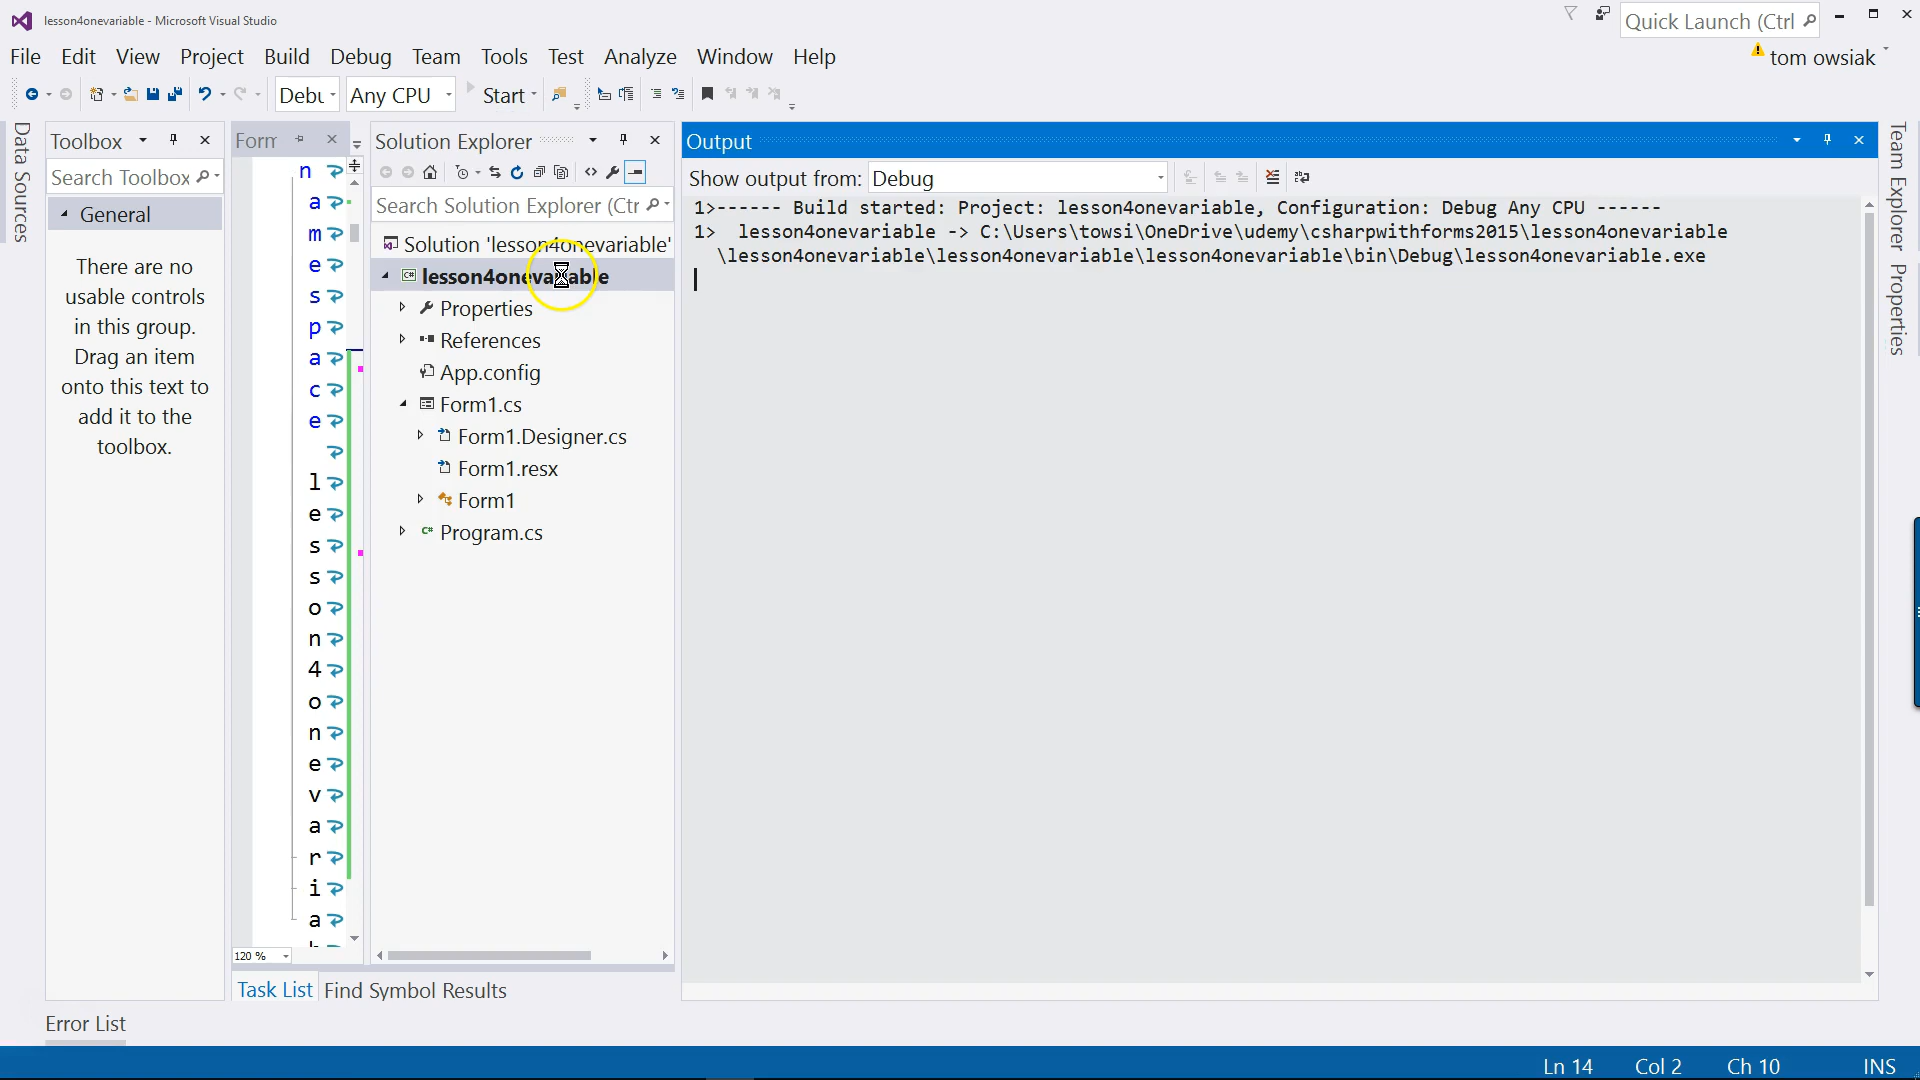 lesson4onevariable - Microsoft Visual Studio
Quick Launch (Ctrl
File Edit View Project Build Debug Team Tools Test Analyze Window Help
tom owsiak
Debu Any CPU Start
Data Sources
Toolbox
Search Toolbox
General
There are no
usable controls
in this group.
Drag an item
onto this text to
add it to the
toolbox.
Form
n
a
m
e
s
p
a
c
e
l
e
s
s
o
n
4
o
n
e
v
a
r
i
a
120 %
Solution Explorer
Search Solution Explorer (Ctr
Solution 'lesson4onevariable'
lesson4onevariable
Properties
References
App.config
Form1.cs
Form1.Designer.cs
Form1.resx
Form1
Program.cs
Task List Find Symbol Results
Output
Show output from: Debug
1>------ Build started: Project: lesson4onevariable, Configuration: Debug Any CPU ------
1> lesson4onevariable -> C:\Users\towsi\OneDrive\udemy\csharpwithforms2015\lesson4onevariable
\lesson4onevariable\lesson4onevariable\lesson4onevariable\bin\Debug\lesson4onevariable.exe
Team Explorer
Properties
Error List
Ln 14 Col 2 Ch 10 INS